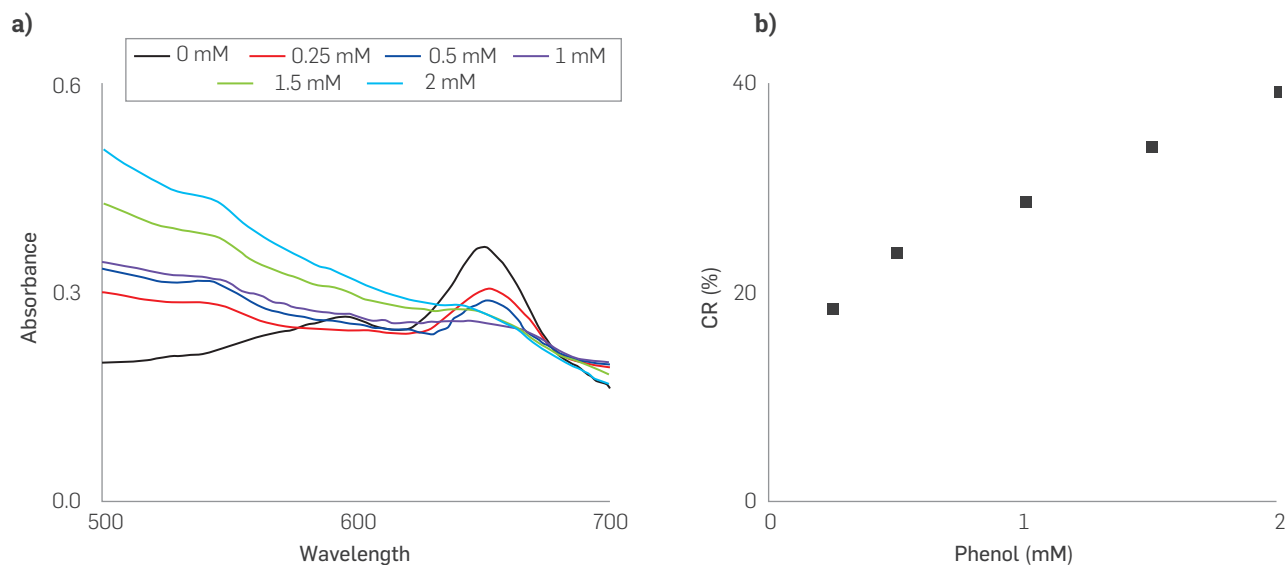 a)
0 mM 0.25 mM 0.5 mM 1 mM
1.5 mM 2 mM
0.6
0.3
0.0
Absorbance
500 600 700
Wavelength
b)
40
20
0
CR (%)
0 1 2
Phenol (mM)